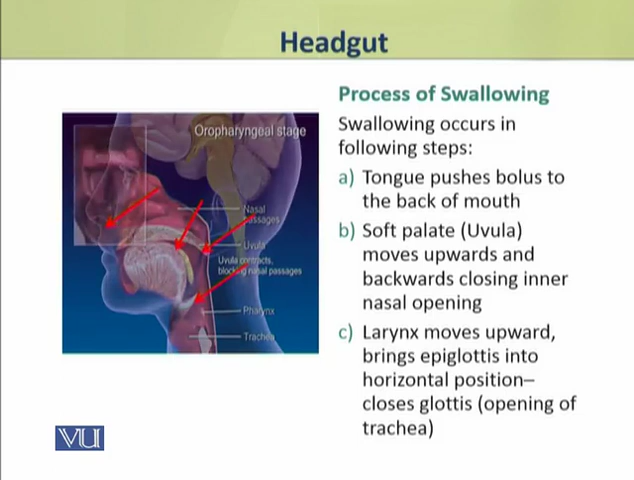 Headgut
Process of Swallowing
Swallowing occurs in
following steps:
a) Tongue pushes bolus to
the back of mouth
b) Soft palate (Uvula)
moves upwards and
backwards closing inner
nasal opening
c) Larynx moves upward,
brings epiglottis into
horizontal position–
closes glottis (opening of
trachea)
Oropharyngeal stage
Nasal
passages
Uvula
Uvula contracts,
blocking nasal passages
Pharynx
Trachea
VU